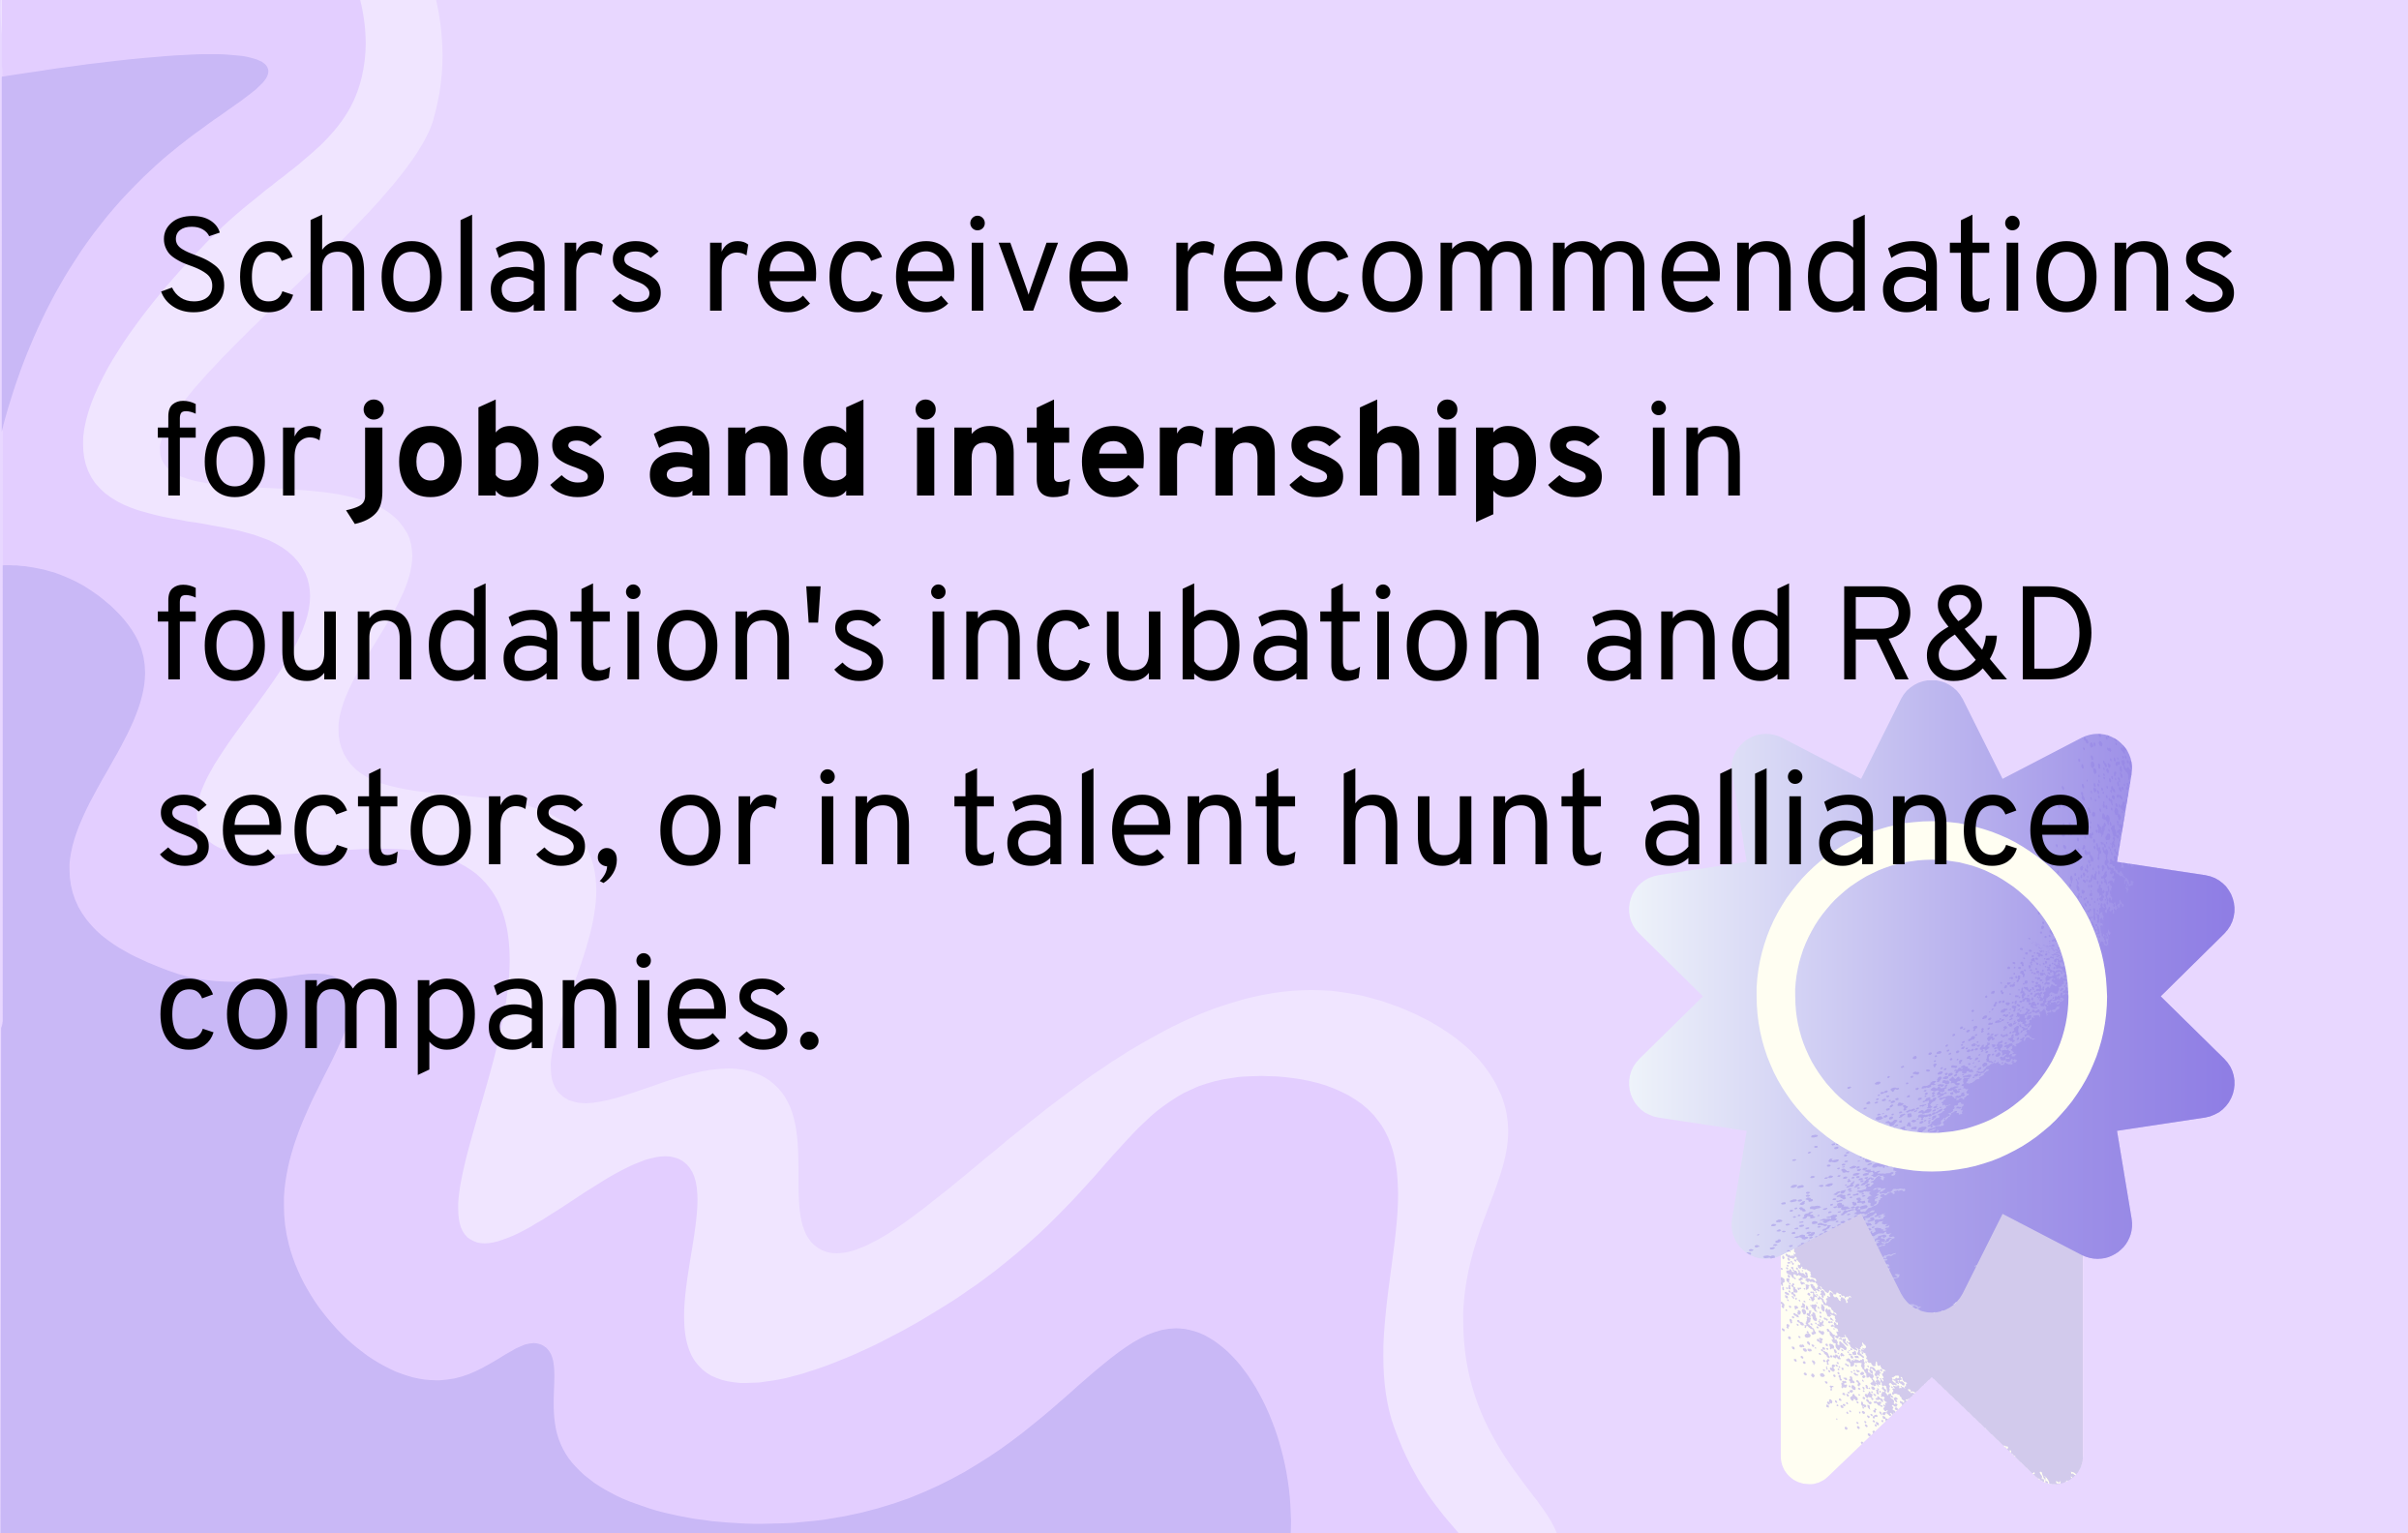 Scholars receive recommendations
for jobs and internships in
foundation's incubation and R&D
sectors, or in talent hunt alliance
companies.